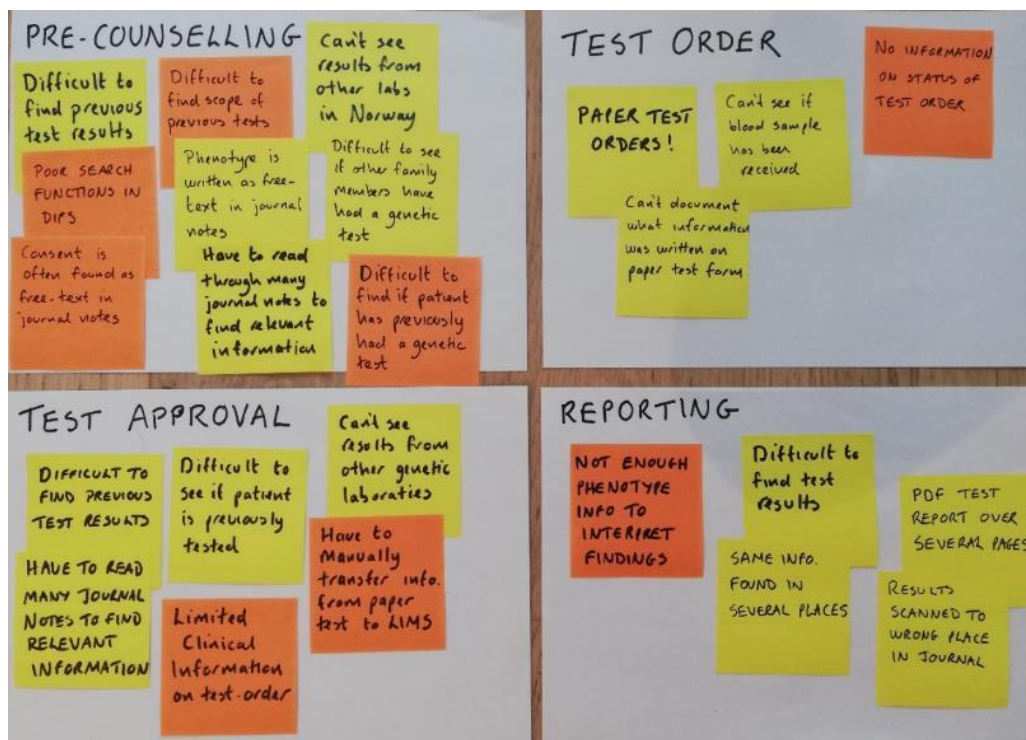 PRE-COUNSELLING
Difficult to
find previous
test results
Difficult to
find scope of
previous tests
Can't see
results from
other labs
in Norway
POOR SEARCH
FUNCTIONS IN
DIPS
Phenotype is
written as free-
text in journal
notes
Difficult to see
if other family
members have
had a genetic
test
Consent is
often found as
free-text in
journal notes
Have to read
through many
journal notes to
find relevant
information
Difficult to
find if patient
has previously
had a genetic
test
TEST ORDER
PAPER TEST
ORDERS!
Can't see if
blood sample
has been
received
NO INFORMATION
ON STATUS OF
TEST ORDER
Can't document
what information
was written on
paper test form
TEST APPROVAL
DIFFICULT TO
FIND PREVIOUS
TEST RESULTS
Difficult to
see if patient
is previously
tested
Can't see
results from
other genetic
laboraties
HAVE TO READ
MANY JOURNAL
NOTES TO FIND
RELEVANT
INFORMATION
Limited
Clinical
Information
on test-order
Have to
Manually
transfer info.
from paper
test to LIMS
REPORTING
NOT ENOUGH
PHENOTYPE
INFO TO
INTERPRET
FINDINGS
Difficult to
find test
results
PDF TEST
REPORT OVER
SEVERAL PAGES
SAME INFO.
FOUND IN
SEVERAL PLACES
RESULTS
SCANNED TO
WRONG PLACE
IN JOURNAL